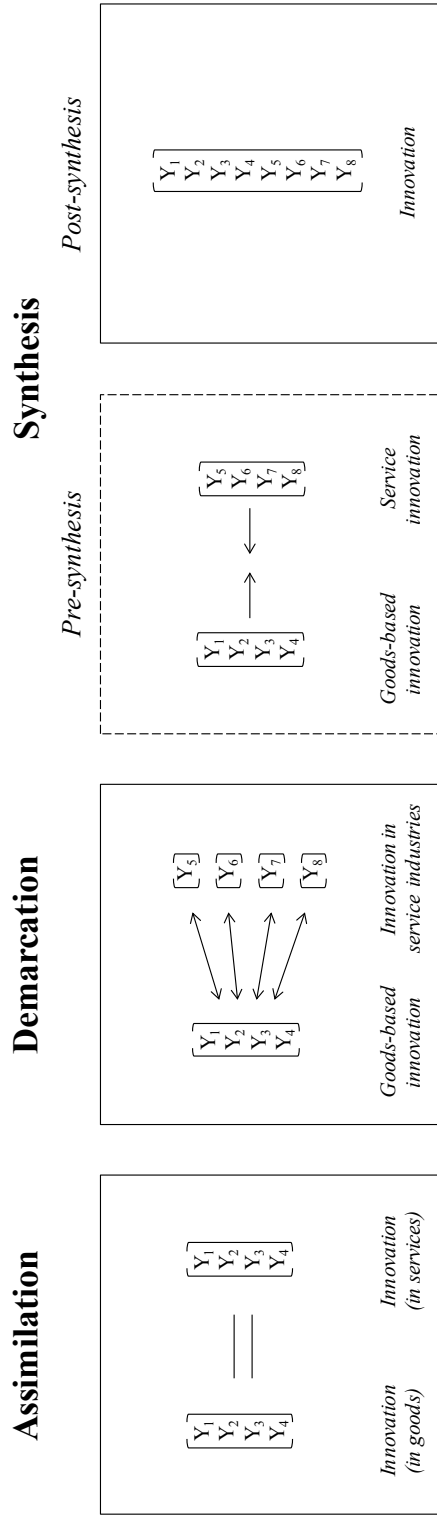 Assimilation
Y1
Y2
Y3
Y4
Y1
Y2
Y3
Y4
Innovation
(in goods)
Innovation
(in services)
Demarcation
Y1
Y2
Y3
Y4
Y5
Y6
Y7
Y8
Goods-based
innovation
Innovation in
service industries
Synthesis
Pre-synthesis
Y1
Y2
Y3
Y4
Y5
Y6
Y7
Y8
Goods-based
innovation
Service
innovation
Post-synthesis
Y1
Y2
Y3
Y4
Y5
Y6
Y7
Y8
Innovation